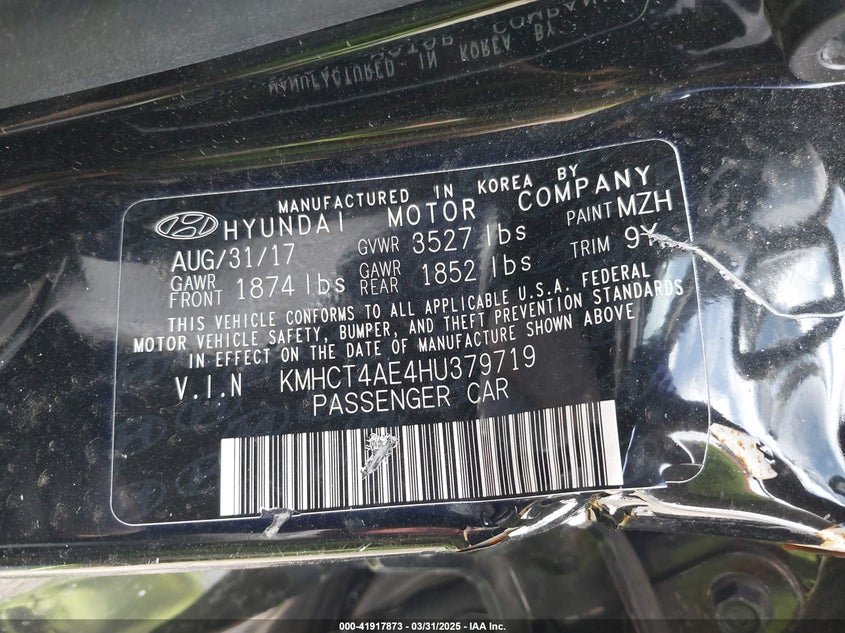 MANUFACTURED IN KOREA BY
HYUNDAI MOTOR COMPANY
AUG/31/17 GVWR 3527 lbs PAINT MZH
GAWR FRONT 1874 lbs GAWR REAR 1852 lbs TRIM
THIS VEHICLE CONFORMS TO ALL APPLICABLE U.S.A. FEDERAL
MOTOR VEHICLE SAFETY, BUMPER, AND THEFT PREVENTION STANDARDS
IN EFFECT ON THE DATE OF MANUFACTURE SHOWN ABOVE
V.I.N KMHCT4AE4HU379719
PASSENGER CAR
000-41917873 — 03/31/2025 — IAA Inc.